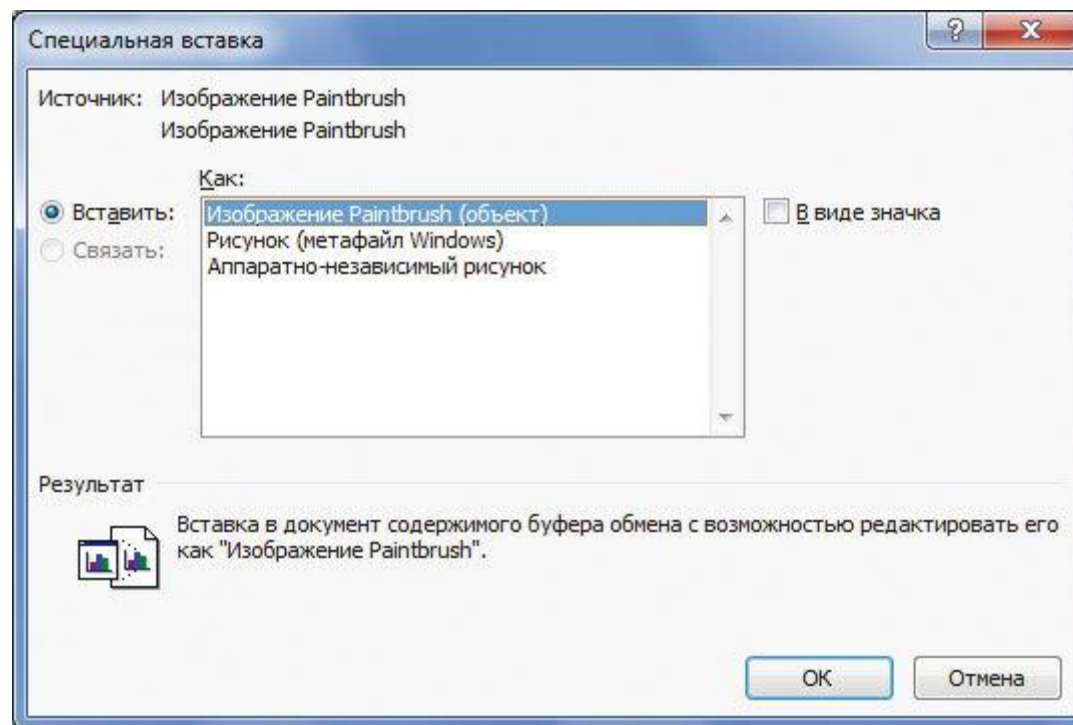 Специальная вставка
Источник: Изображение Paintbrush
Изображение Paintbrush
Как:
Вставить:
Связать:
Изображение Paintbrush (объект)
Рисунок (метафайл Windows)
Аппаратно-независимый рисунок
В виде значка
Результат
Вставка в документ содержимого буфера обмена с возможностью редактировать его
как "Изображение Paintbrush".
ОК
Отмена